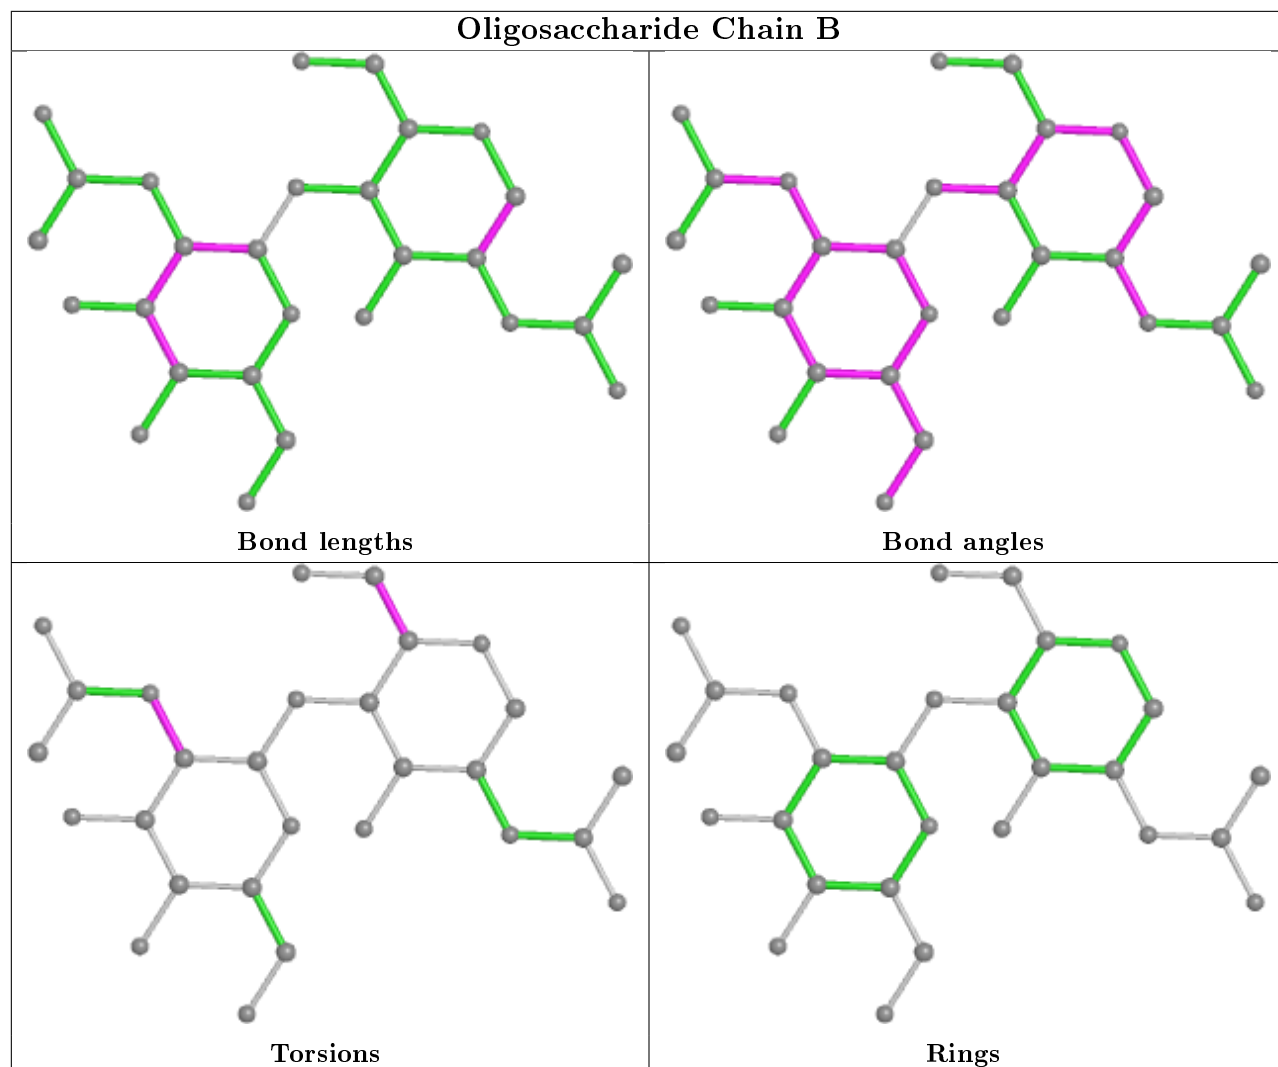 Oligosaccharide Chain B
Bond lengths
Bond angles
Torsions
Rings